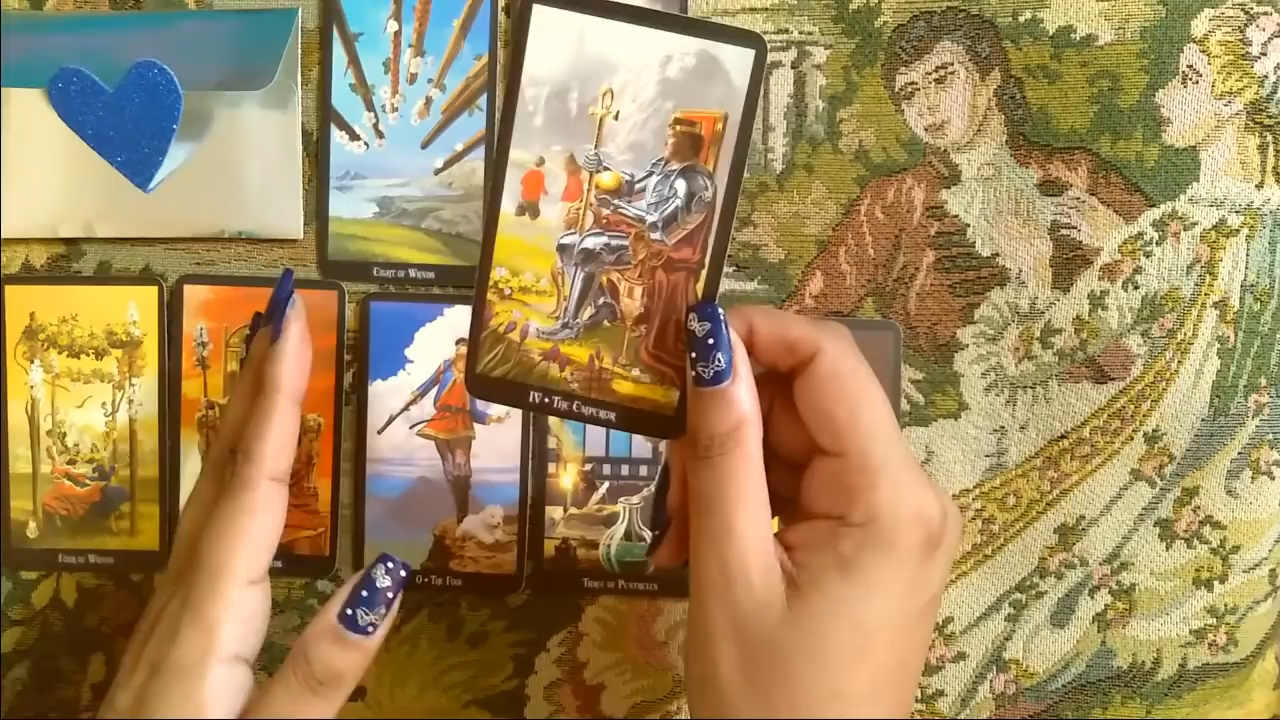 EIGHT OF WANDS
IV • THE EMPEROR
FOUR OF WANDS
0 • THE FOOL
THREE OF PENTACLES